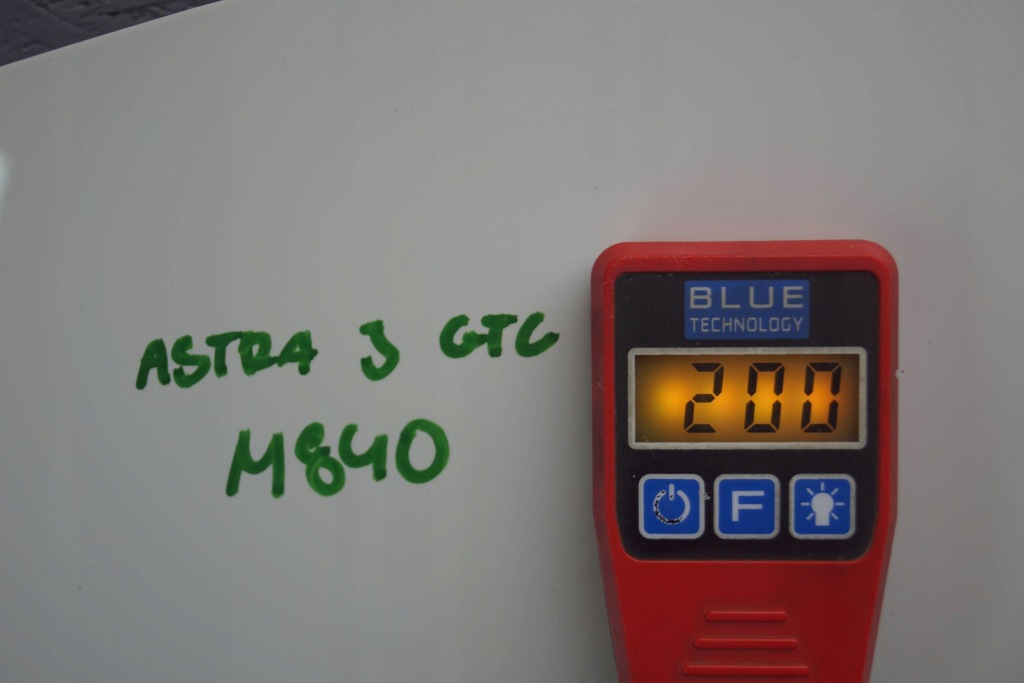 ASTRA J GTC
M840
BLUE
TECHNOLOGY
200
F